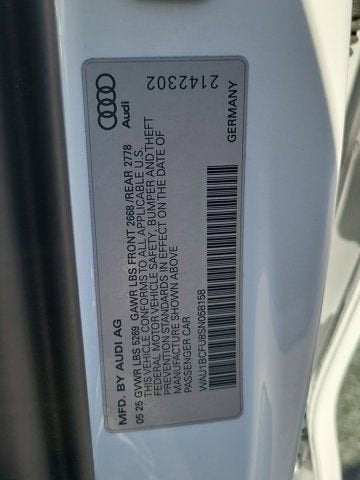 MFD. BY AUDI AG
05 25 GVWR LBS 5269 GAWR LBS FRONT 2668 /REAR 2778
THIS VEHICLE CONFORMS TO ALL APPLICABLE U.S.
FEDERAL MOTOR VEHICLE SAFETY, BUMPER AND THEFT
PREVENTION STANDARDS IN EFFECT ON THE DATE OF
MANUFACTURE SHOWN ABOVE
PASSENGER CAR
WAU1BCFU8SN058158
Audi
2142302
GERMANY